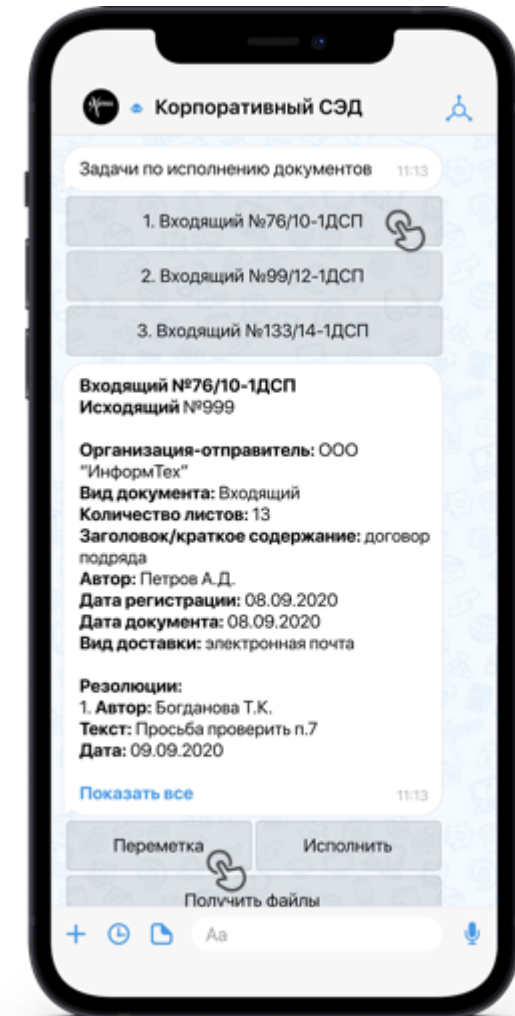 Корпоративный СЭД
Задачи по исполнению документов 11:13
1. Входящий №76/10-1ДСП
2. Входящий №99/12-1ДСП
3. Входящий №133/14-1ДСП
Входящий №76/10-1ДСП
Исходящий №999
Организация-отправитель: ООО
“ИнформТех”
Вид документа: Входящий
Количество листов: 13
Заголовок/краткое содержание: договор
подряда
Автор: Петров А.Д.
Дата регистрации: 08.09.2020
Дата документа: 08.09.2020
Вид доставки: электронная почта
Резолюции:
1. Автор: Богданова Т.К.
Текст: Просьба проверить п.7
Дата: 09.09.2020
Показать все 11:13
Переметка Исполнить
Получить файлы
Aa